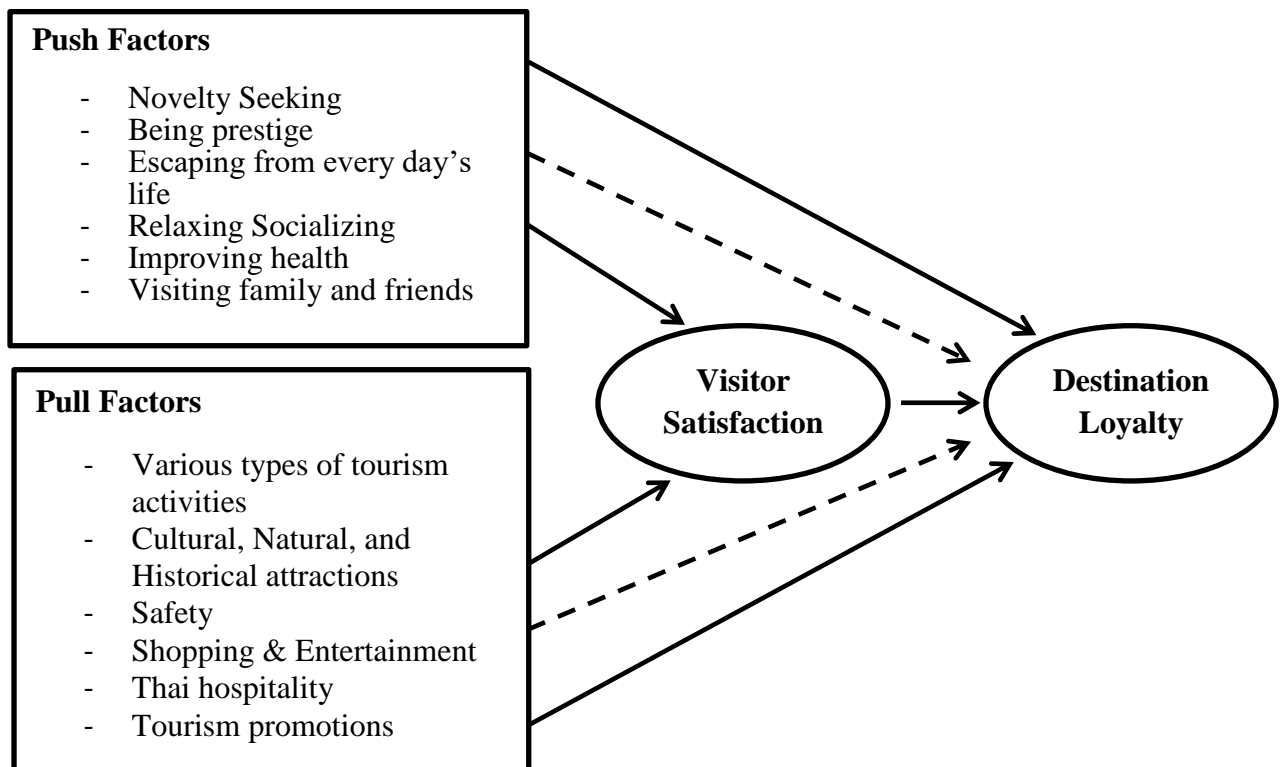 Push Factors
- Novelty Seeking
- Being prestige
- Escaping from every day’s
life
- Relaxing Socializing
- Improving health
- Visiting family and friends
Pull Factors
- Various types of tourism
activities
- Cultural, Natural, and
Historical attractions
- Safety
- Shopping & Entertainment
- Thai hospitality
- Tourism promotions
Visitor
Satisfaction
Destination
Loyalty